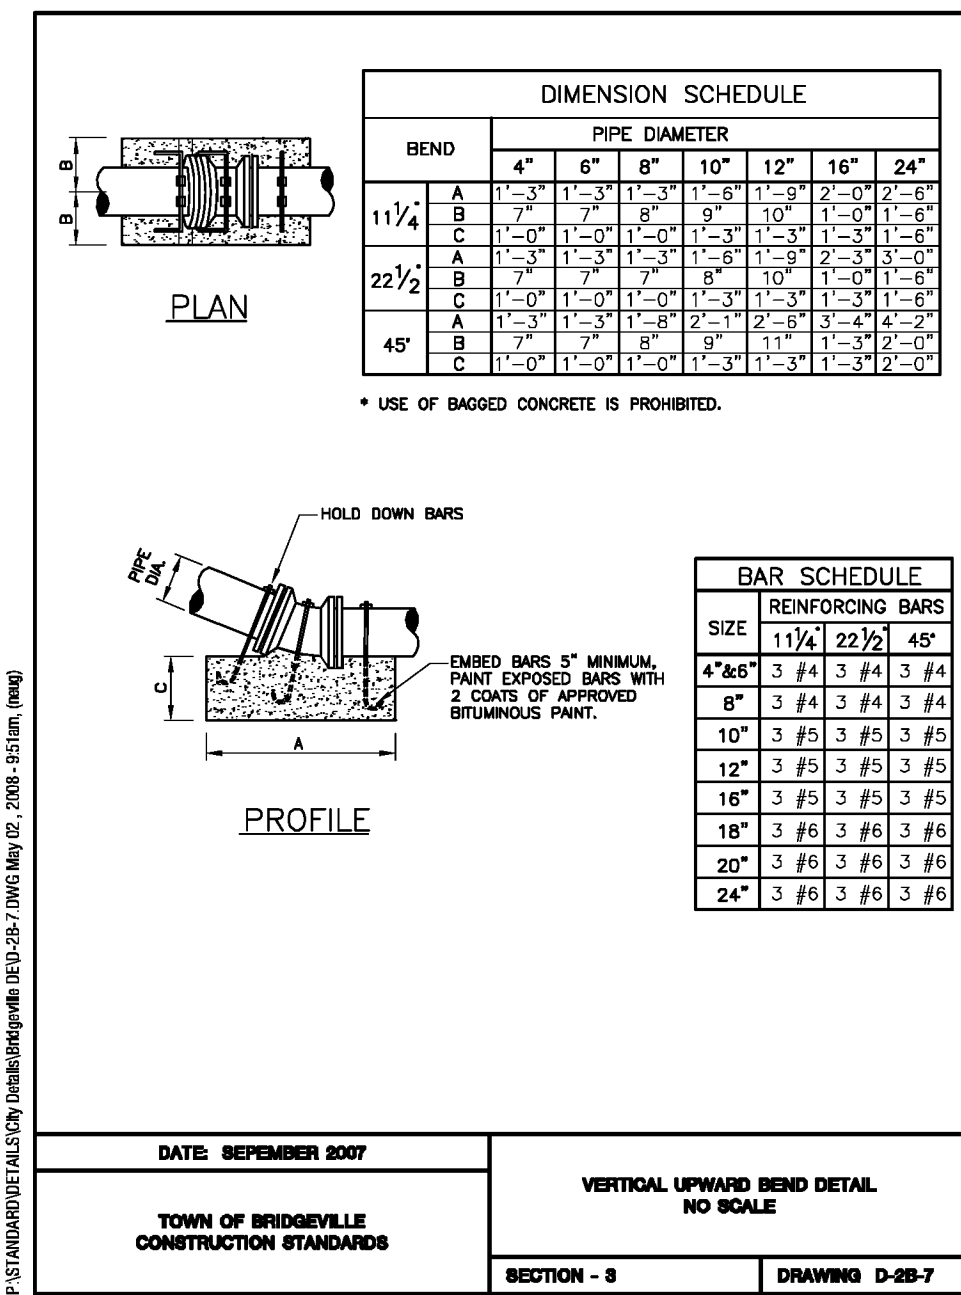 DIMENSION SCHEDULE
BEND PIPE DIAMETER
4" 6" 8" 10" 12" 16" 24"
11 1/4° A 1'-3" 1'-3" 1'-3" 1'-6" 1'-9" 2'-0" 2'-6"
B 7" 7" 8" 9" 10" 1'-0" 1'-6"
C 1'-0" 1'-0" 1'-0" 1'-3" 1'-3" 1'-3" 1'-6"
22 1/2° A 1'-3" 1'-3" 1'-3" 1'-6" 1'-9" 2'-3" 3'-0"
B 7" 7" 7" 8" 10" 1'-0" 1'-6"
C 1'-0" 1'-0" 1'-0" 1'-3" 1'-3" 1'-3" 1'-6"
45° A 1'-3" 1'-3" 1'-8" 2'-1" 2'-6" 3'-4" 4'-2"
B 7" 7" 8" 9" 11" 1'-3" 2'-0"
C 1'-0" 1'-0" 1'-0" 1'-3" 1'-3" 1'-3" 2'-0"
* USE OF BAGGED CONCRETE IS PROHIBITED.
B
B
PLAN
HOLD DOWN BARS
PIPE
DIA.
C
A
EMBED BARS 5" MINIMUM,
PAINT EXPOSED BARS WITH
2 COATS OF APPROVED
BITUMINOUS PAINT.
PROFILE
BAR SCHEDULE
SIZE REINFORCING BARS
11 1/4° 22 1/2° 45°
4"&6" 3 #4 3 #4 3 #4
8" 3 #4 3 #4 3 #4
10" 3 #5 3 #5 3 #5
12" 3 #5 3 #5 3 #5
16" 3 #5 3 #5 3 #5
18" 3 #6 3 #6 3 #6
20" 3 #6 3 #6 3 #6
24" 3 #6 3 #6 3 #6
P:\STANDARD\DETAILS\City Details\Bridgeville DE\D-2B-7.DWG May 02, 2008 - 9:51am, (neug)
DATE: SEPEMBER 2007
TOWN OF BRIDGEVILLE
CONSTRUCTION STANDARDS
VERTICAL UPWARD BEND DETAIL
NO SCALE
SECTION - 3
DRAWING D-2B-7